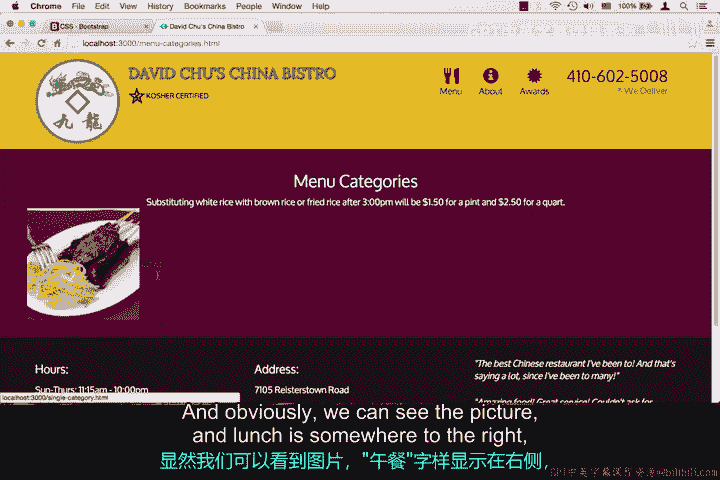 Chrome File Edit View History Bookmarks People Window Help
100%
CSS - Bootstrap
David Chu's China Bistro
localhost:3000/menu-categories.html
DAVID CHU'S CHINA BISTRO
KOSHER CERTIFIED
九龍
Menu
About
Awards
410-602-5008
* We Deliver
Menu Categories
Substituting white rice with brown rice or fried rice after 3:00pm will be $1.50 for a pint and $2.50 for a quart.
Hours:
Sun-Thurs: 11:15am - 10:00pm
Address:
7105 Reisterstown Road
"The best Chinese restaurant I've been to! And that's
saying a lot, since I've been to many!"
"Amazing food! Great service! Couldn't ask for
localhost:3000/single-category.html
And obviously, we can see the picture,
and lunch is somewhere to the right,
显然我们可以看到图片，"午餐"字样显示在右侧，